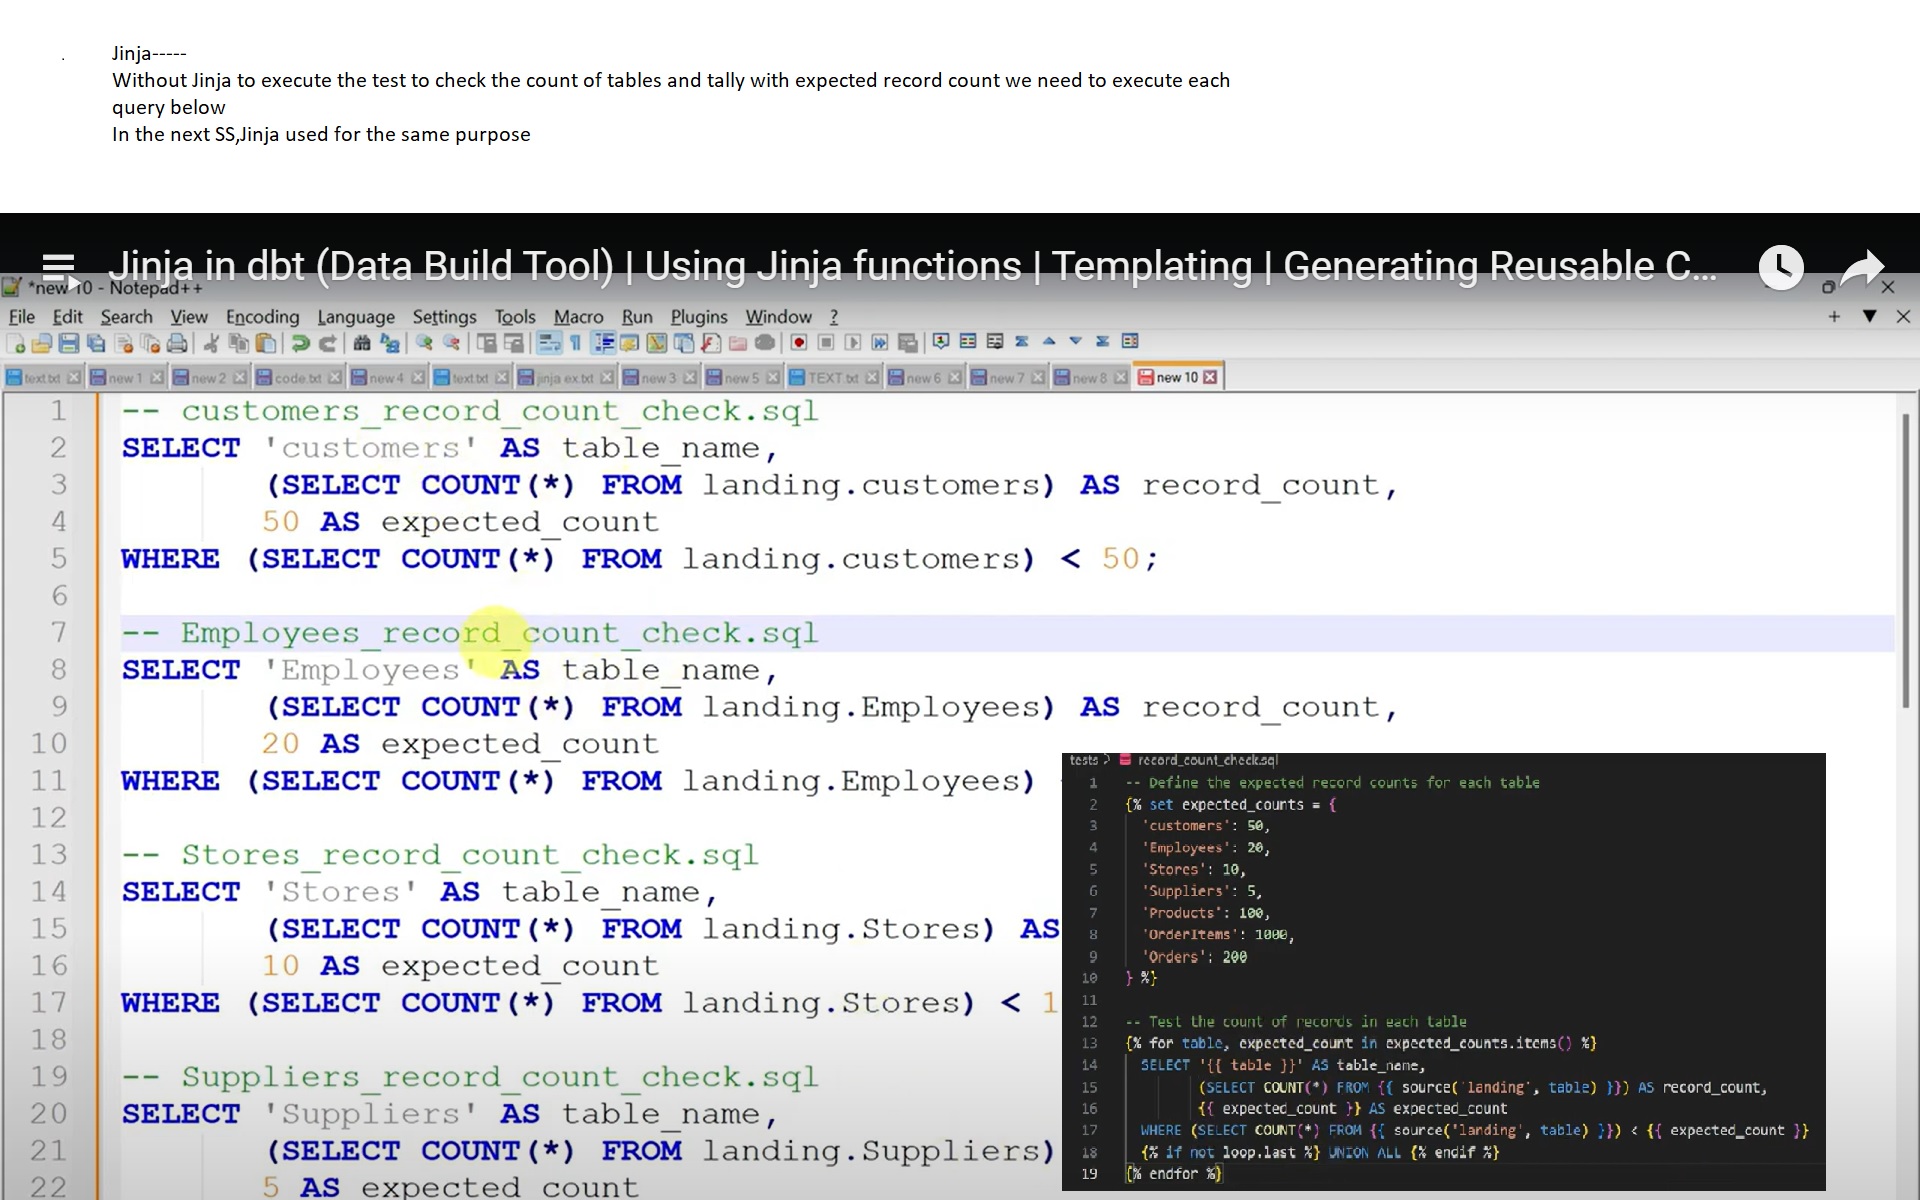 Jinja-----
Without Jinja to execute the test to check the count of tables and tally with expected record count we need to execute each
query below
In the next SS,Jinja used for the same purpose
Jinja in dbt (Data Build Tool) | Using Jinja functions | Templating | Generating Reusable C...
*new 10 - Notepad++
File Edit Search View Encoding Language Settings Tools Macro Run Plugins Window ?
text.txt new 1 new 2 code.txt new 4 text.txt jinja ex.txt new 3 new 5 TEXT.txt new 6 new 7 new 8 new 10
1 -- customers_record_count_check.sql
2 SELECT 'customers' AS table_name,
3 (SELECT COUNT(*) FROM landing.customers) AS record_count,
4 50 AS expected_count
5 WHERE (SELECT COUNT(*) FROM landing.customers) < 50;
6
7 -- Employees_record_count_check.sql
8 SELECT 'Employees' AS table_name,
9 (SELECT COUNT(*) FROM landing.Employees) AS record_count,
10 20 AS expected_count
11 WHERE (SELECT COUNT(*) FROM landing.Employees)
12
13 -- Stores_record_count_check.sql
14 SELECT 'Stores' AS table_name,
15 (SELECT COUNT(*) FROM landing.Stores) AS
16 10 AS expected_count
17 WHERE (SELECT COUNT(*) FROM landing.Stores) < 1
18
19 -- Suppliers_record_count_check.sql
20 SELECT 'Suppliers' AS table_name,
21 (SELECT COUNT(*) FROM landing.Suppliers)
22 5 AS expected_count
tests > record_count_check.sql
1 -- Define the expected record counts for each table
2 {% set expected_counts = {
3 'customers': 50,
4 'Employees': 20,
5 'Stores': 10,
6 'Suppliers': 5,
7 'Products': 100,
8 'OrderItems': 1000,
9 'Orders': 200
10 } %}
11
12 -- Test the count of records in each table
13 {% for table, expected_count in expected_counts.items() %}
14 SELECT '{{ table }}' AS table_name,
15 (SELECT COUNT(*) FROM {{ source('landing', table) }}) AS record_count,
16 {{ expected_count }} AS expected_count
17 WHERE (SELECT COUNT(*) FROM {{ source('landing', table) }}) < {{ expected_count }}
18 {% if not loop.last %} UNION ALL {% endif %}
19 {% endfor %}